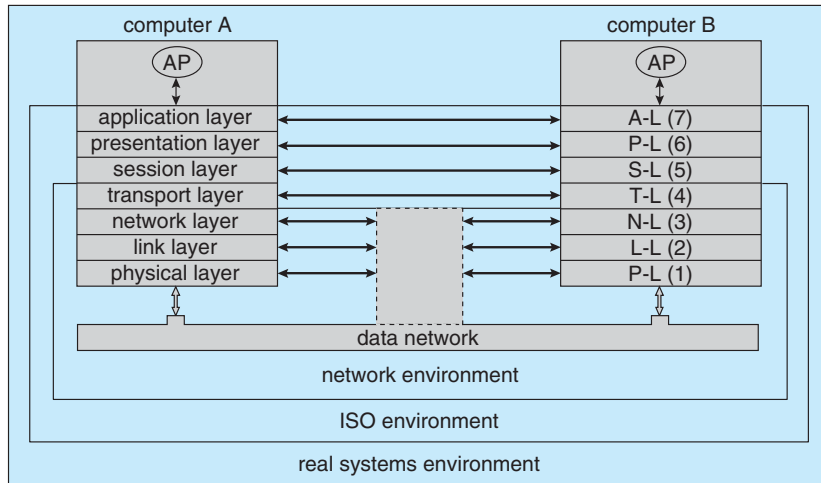 computer A
computer B
AP
AP
application layer
A-L (7)
presentation layer
P-L (6)
session layer
S-L (5)
transport layer
T-L (4)
network layer
N-L (3)
link layer
L-L (2)
physical layer
P-L (1)
data network
network environment
ISO environment
real systems environment